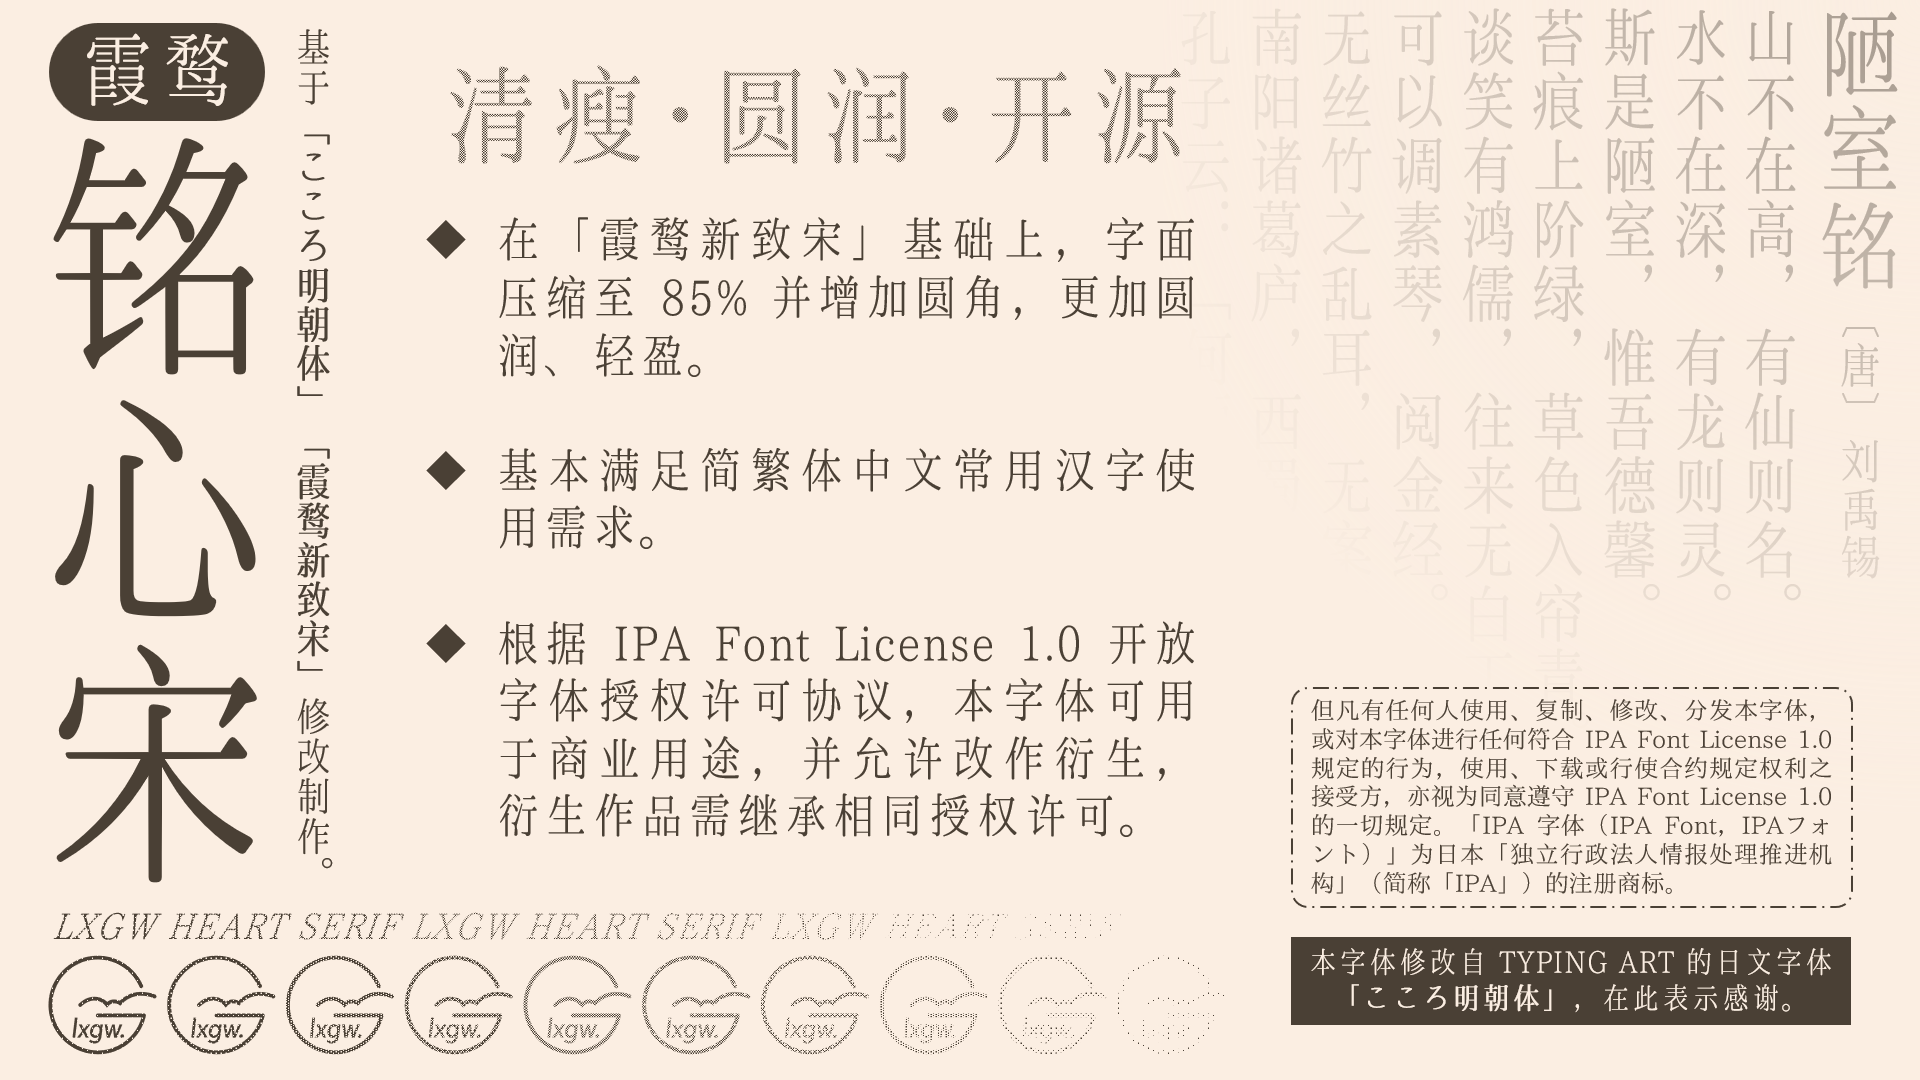 霞鹜
铭心宋
基于「こころ明朝体」「霞鹜新致宋」修改制作。
清瘦·圆润·开源
◆ 在「霞鹜新致宋」基础上，字面
压缩至 85% 并增加圆角，更加圆
润、轻盈。
◆ 基本满足简繁体中文常用汉字使
用需求。
◆ 根据 IPA Font License 1.0 开放
字体授权许可协议，本字体可用
于商业用途，并允许改作衍生，
衍生作品需继承相同授权许可。
陋室铭 〔唐〕 刘禹锡
山不在高，有仙则名。
水不在深，有龙则灵。
斯是陋室，惟吾德馨。
苔痕上阶绿，草色入帘青
谈笑有鸿儒，往来无白丁
可以调素琴，阅金经。
无丝竹之乱耳，无案
南阳诸葛庐，西蜀
孔子云：「何
但凡有任何人使用、复制、修改、分发本字体，
或对本字体进行任何符合 IPA Font License 1.0
规定的行为，使用、下载或行使合约规定权利之
接受方，亦视为同意遵守 IPA Font License 1.0
的一切规定。「IPA 字体（IPA Font，IPAフォ
ント）」为日本「独立行政法人情报处理推进机
构」（简称「IPA」）的注册商标。
本字体修改自 TYPING ART 的日文字体
「こころ明朝体」，在此表示感谢。
LXGW HEART SERIF LXGW HEART SERIF LXGW HEART SERIF
lxgw. lxgw. lxgw. lxgw. lxgw. lxgw. lxgw. lxgw. lxgw. lxgw.